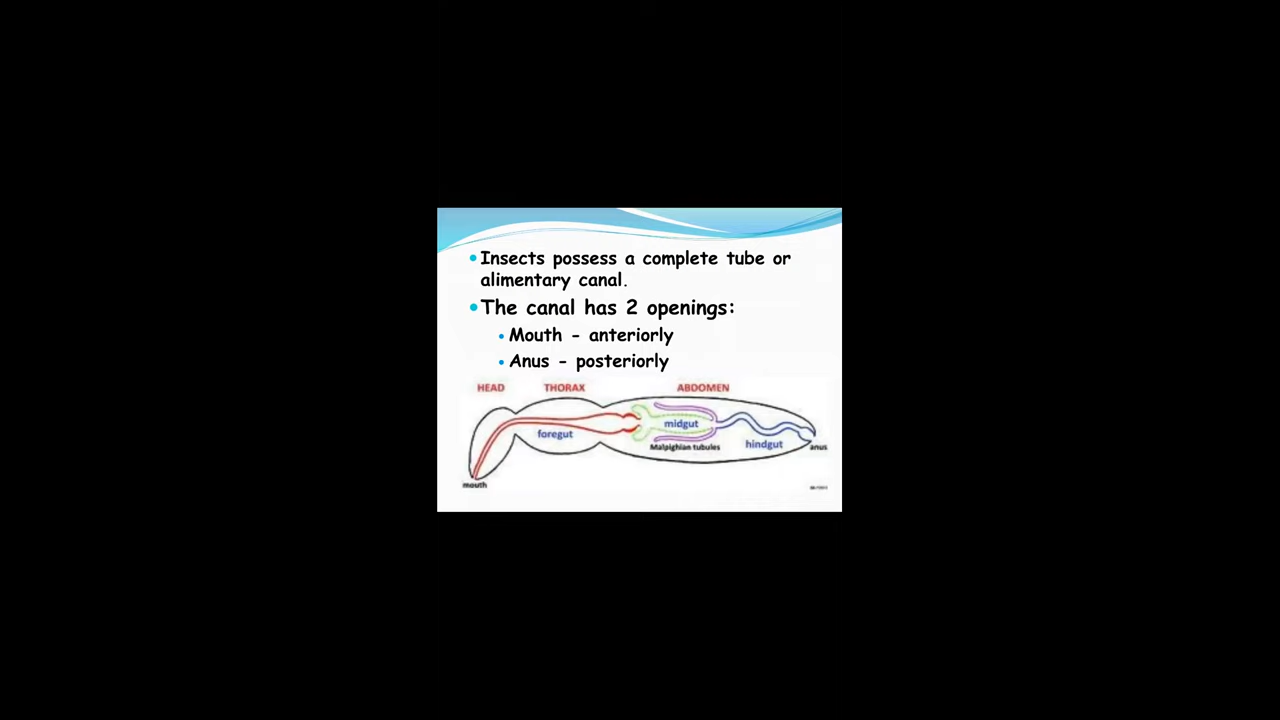 Insects possess a complete tube or
alimentary canal.
The canal has 2 openings:
Mouth - anteriorly
Anus - posteriorly
HEAD THORAX ABDOMEN
midgut
foregut
hindgut
Malpighian tubules
anus
mouth